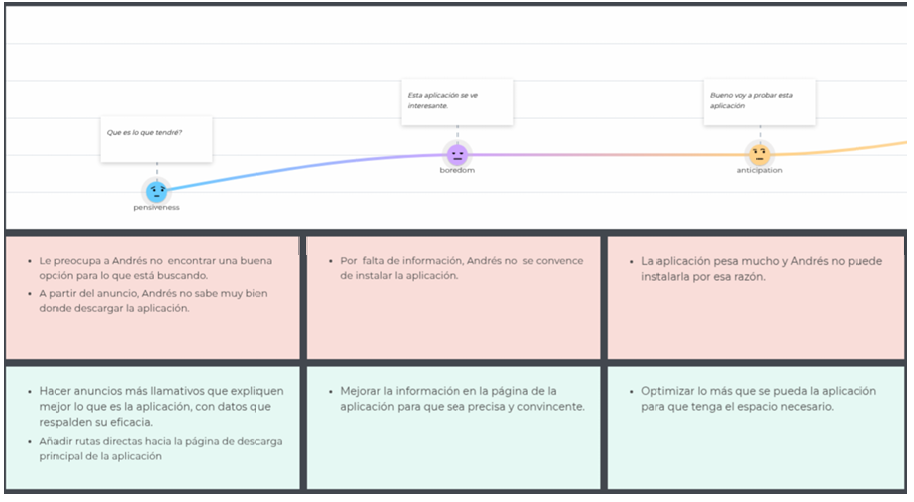 Esta aplicación se ve
interesante.
Bueno voy a probar esta
aplicación
Que es lo que tendré?
boredom
anticipation
pensiveness
• Le preocupa a Andrés no encontrar una buena
opción para lo que está buscando.
• A partir del anuncio, Andrés no sabe muy bien
donde descargar la aplicación.
• Por falta de información, Andrés no se convence
de instalar la aplicación.
• La aplicación pesa mucho y Andrés no puede
instalarla por esa razón.
• Hacer anuncios más llamativos que expliquen
mejor lo que es la aplicación, con datos que
respalden su eficacia.
• Añadir rutas directas hacia la página de descarga
principal de la aplicación
• Mejorar la información en la página de la
aplicación para que sea precisa y convincente.
• Optimizar lo más que se pueda la aplicación
para que tenga el espacio necesario.